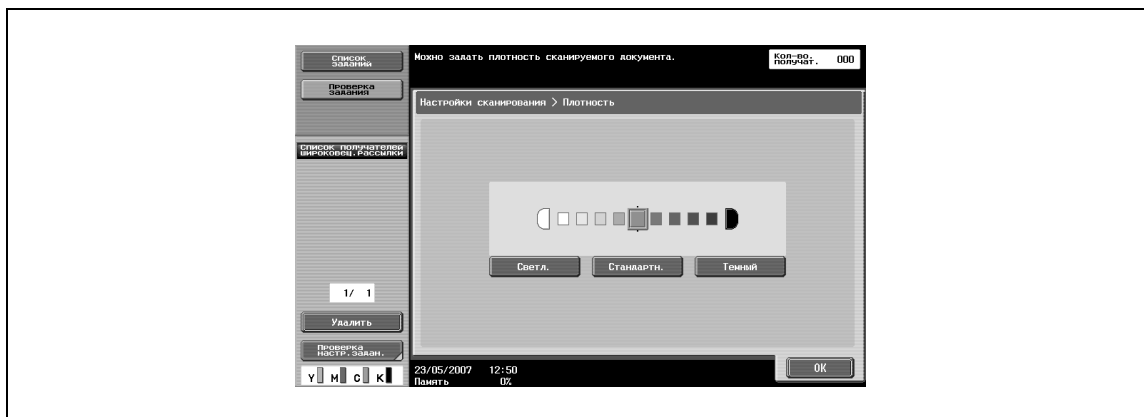 Список
заданий
Можно задать плотность сканируемого документа.
Кол-во.
получат. 000
Проверка
задания
Настройки сканирования > Плотность
Список получателей
широковещ.рассылки
Светл. Стандартн. Темный
1/ 1
Удалить
Проверка
настр.задан.
Y M C K
23/05/2007 12:50
Память 0%
OK